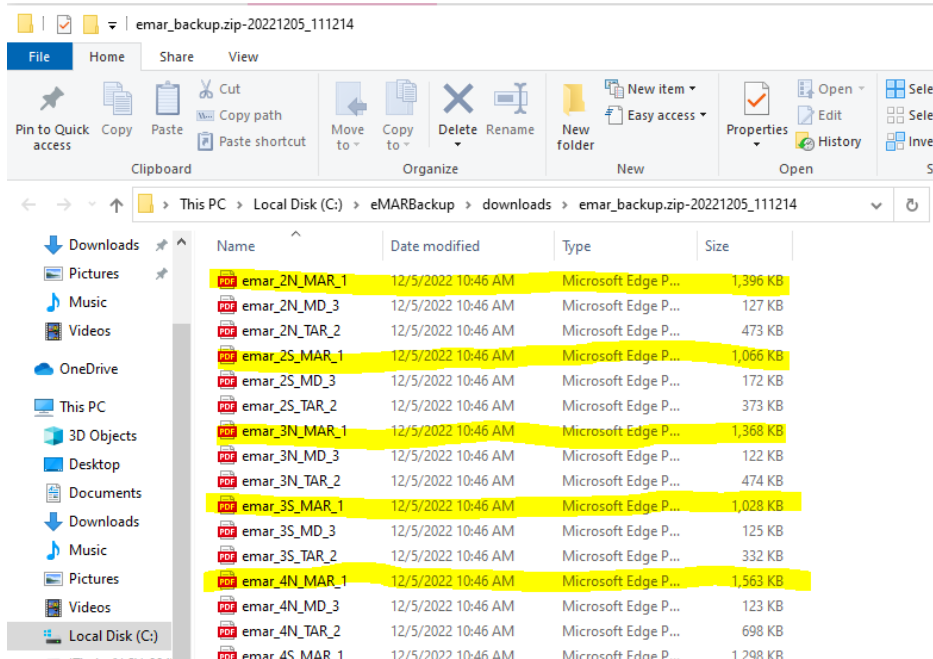 emar_backup.zip-20221205_111214
File Home Share View
Pin to Quick access
Copy
Paste
Cut
Copy path
Paste shortcut
Clipboard
Move to
Copy to
Delete
Rename
Organize
New folder
New item
Easy access
New
Properties
Open
Edit
History
Open
This PC > Local Disk (C:) > eMARBackup > downloads > emar_backup.zip-20221205_111214
Downloads
Pictures
Music
Videos
OneDrive
This PC
3D Objects
Desktop
Documents
Downloads
Music
Pictures
Videos
Local Disk (C:)
Name Date modified Type Size
emar_2N_MAR_1 12/5/2022 10:46 AM Microsoft Edge P... 1,396 KB
emar_2N_MD_3 12/5/2022 10:46 AM Microsoft Edge P... 127 KB
emar_2N_TAR_2 12/5/2022 10:46 AM Microsoft Edge P... 473 KB
emar_2S_MAR_1 12/5/2022 10:46 AM Microsoft Edge P... 1,066 KB
emar_2S_MD_3 12/5/2022 10:46 AM Microsoft Edge P... 172 KB
emar_2S_TAR_2 12/5/2022 10:46 AM Microsoft Edge P... 373 KB
emar_3N_MAR_1 12/5/2022 10:46 AM Microsoft Edge P... 1,368 KB
emar_3N_MD_3 12/5/2022 10:46 AM Microsoft Edge P... 122 KB
emar_3N_TAR_2 12/5/2022 10:46 AM Microsoft Edge P... 474 KB
emar_3S_MAR_1 12/5/2022 10:46 AM Microsoft Edge P... 1,028 KB
emar_3S_MD_3 12/5/2022 10:46 AM Microsoft Edge P... 125 KB
emar_3S_TAR_2 12/5/2022 10:46 AM Microsoft Edge P... 332 KB
emar_4N_MAR_1 12/5/2022 10:46 AM Microsoft Edge P... 1,563 KB
emar_4N_MD_3 12/5/2022 10:46 AM Microsoft Edge P... 123 KB
emar_4N_TAR_2 12/5/2022 10:46 AM Microsoft Edge P... 698 KB
emar_4S_MAR_1 12/5/2022 10:46 AM Microsoft Edge P... 1,298 KB